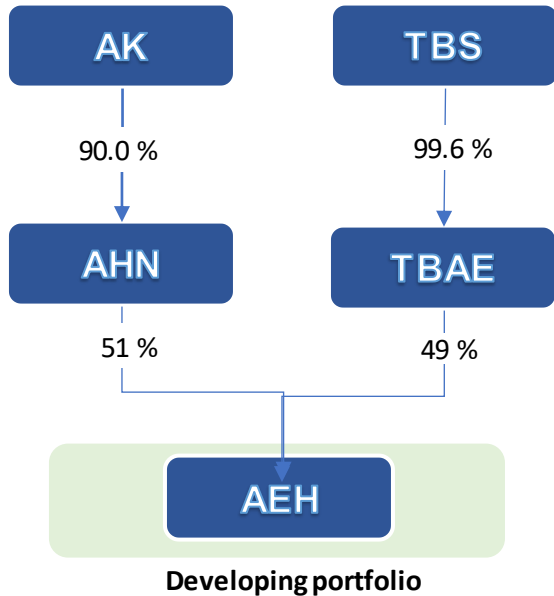 AK
TBS
90.0 %
99.6 %
AHN
TBAE
51 %
49 %
AEH
Developing portfolio